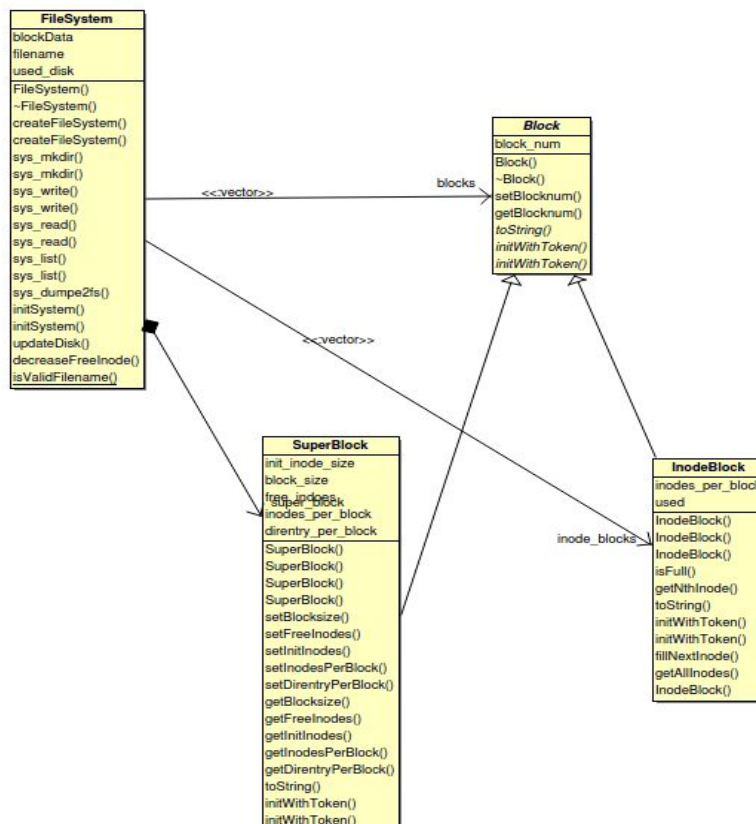 FileSystem
blockData
filename
used_disk
FileSystem()
~FileSystem()
createFileSystem()
createFileSystem()
sys_mkdir()
sys_mkdir()
sys_write()
sys_write()
sys_read()
sys_read()
sys_list()
sys_list()
sys_dumpe2fs()
initSystem()
initSystem()
updateDisk()
decreaseFreeInode()
isValidFilename()
<<:vector>>
blocks
Block
block_num
Block()
~Block()
setBlocknum()
getBlocknum()
toString()
initWithToken()
initWithToken()
<<:vector>>
inode_blocks
SuperBlock
init_inode_size
block_size
free_indoes
super_block
inodes_per_block
direntry_per_block
SuperBlock()
SuperBlock()
SuperBlock()
SuperBlock()
setBlocksize()
setFreeInodes()
setInitInodes()
setInodesPerBlock()
setDirentryPerBlock()
getBlocksize()
getFreeInodes()
getInitInodes()
getInodesPerBlock()
getDirentryPerBlock()
toString()
initWithToken()
initWithToken()
InodeBlock
inodes_per_block
used
InodeBlock()
InodeBlock()
InodeBlock()
isFull()
getNthInode()
toString()
initWithToken()
initWithToken()
fillNextInode()
getAllInodes()
InodeBlock()